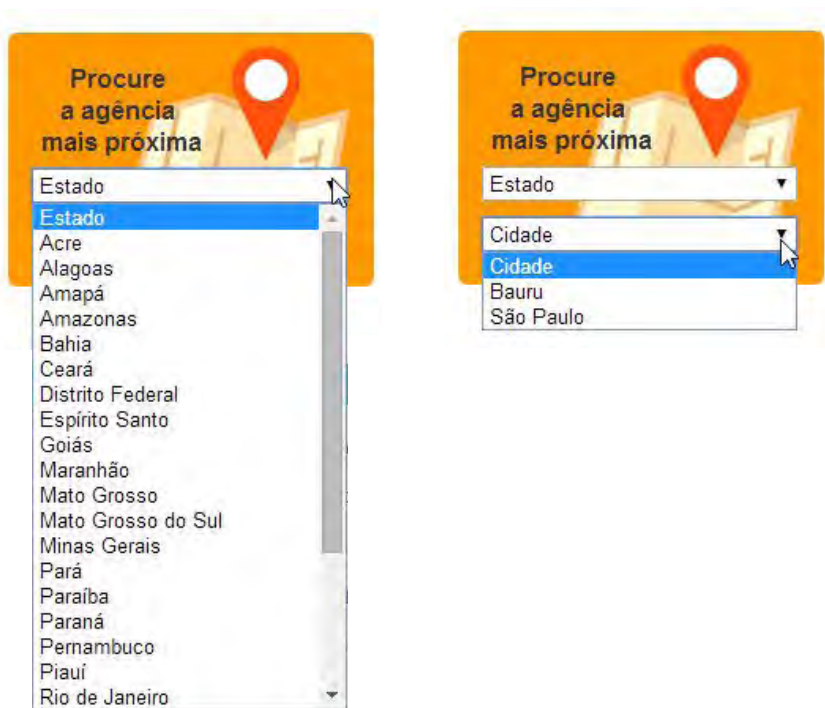 Procure
a agência
mais próxima
Estado
Estado
Acre
Alagoas
Amapá
Amazonas
Bahia
Ceará
Distrito Federal
Espírito Santo
Goiás
Maranhão
Mato Grosso
Mato Grosso do Sul
Minas Gerais
Pará
Paraíba
Paraná
Pernambuco
Piauí
Rio de Janeiro
Procure
a agência
mais próxima
Estado
Cidade
Cidade
Bauru
São Paulo